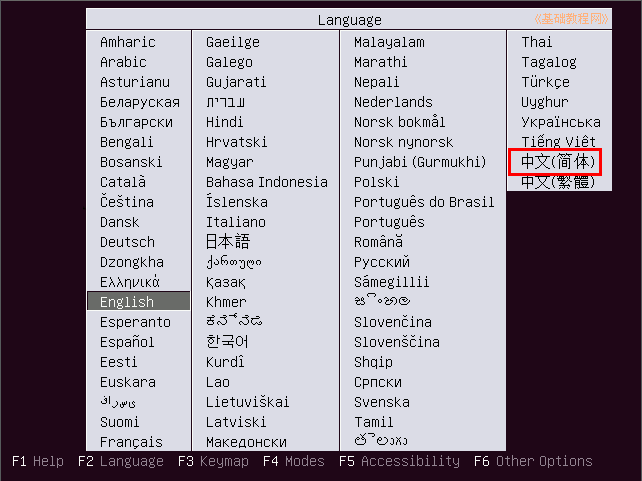 Language
《基础教程网》
Amharic
Arabic
Asturianu
Беларуская
Български
Bengali
Bosanski
Català
Čeština
Dansk
Deutsch
Dzongkha
Ελληνικά
English
Esperanto
Español
Eesti
Euskara
Suomi
Français
Gaeilge
Galego
Gujarati
עברית
Hindi
Hrvatski
Magyar
Bahasa Indonesia
Íslenska
Italiano
日本語
ქართული
Қазақ
Khmer
ಕನ್ನಡ
한국어
Kurdî
Lao
Lietuviškai
Latviski
Македонски
Malayalam
Marathi
Nepali
Nederlands
Norsk bokmål
Norsk nynorsk
Punjabi (Gurmukhi)
Polski
Português do Brasil
Português
Română
Русский
Sámegillii
සිංහල
Slovenčina
Slovenščina
Shqip
Српски
Svenska
Tamil
తెలుగు
Thai
Tagalog
Türkçe
Uyghur
Українська
Tiếng Việt
中文(简体)
中文(繁體)
F1 Help F2 Language F3 Keymap F4 Modes F5 Accessibility F6 Other Options